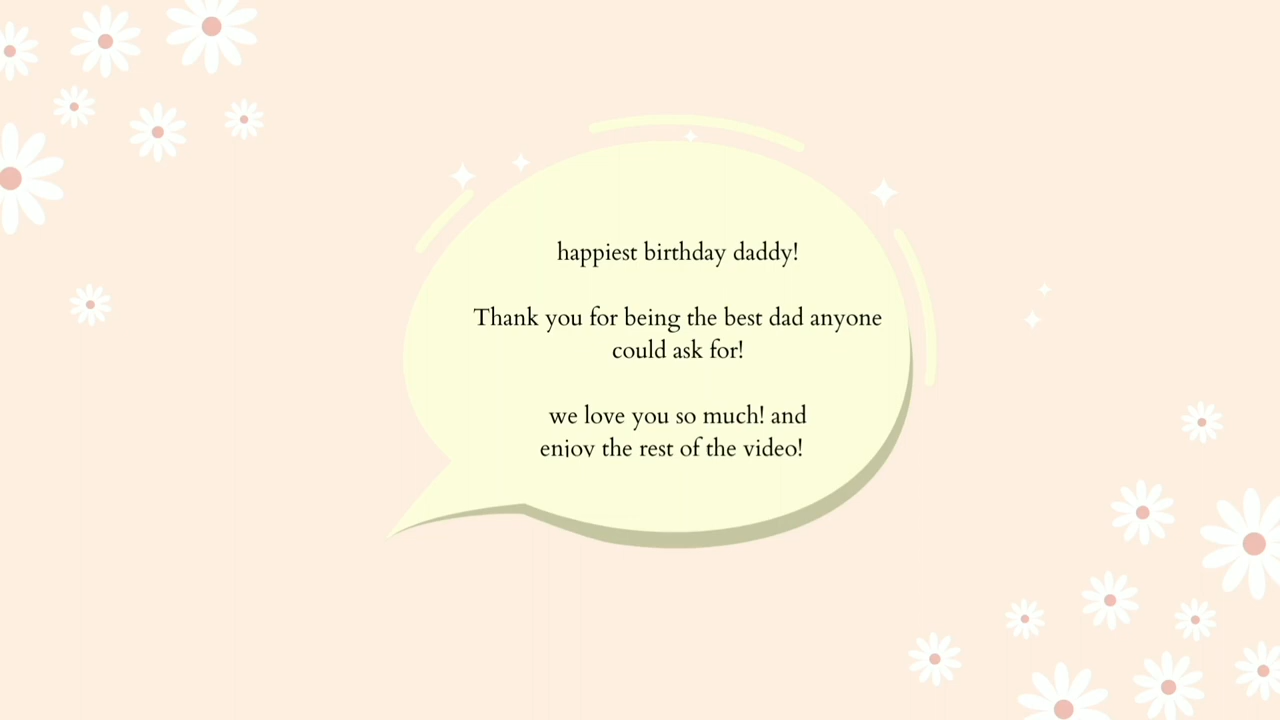 happiest birthday daddy!
Thank you for being the best dad anyone
could ask for!
we love you so much! and
enjoy the rest of the video!